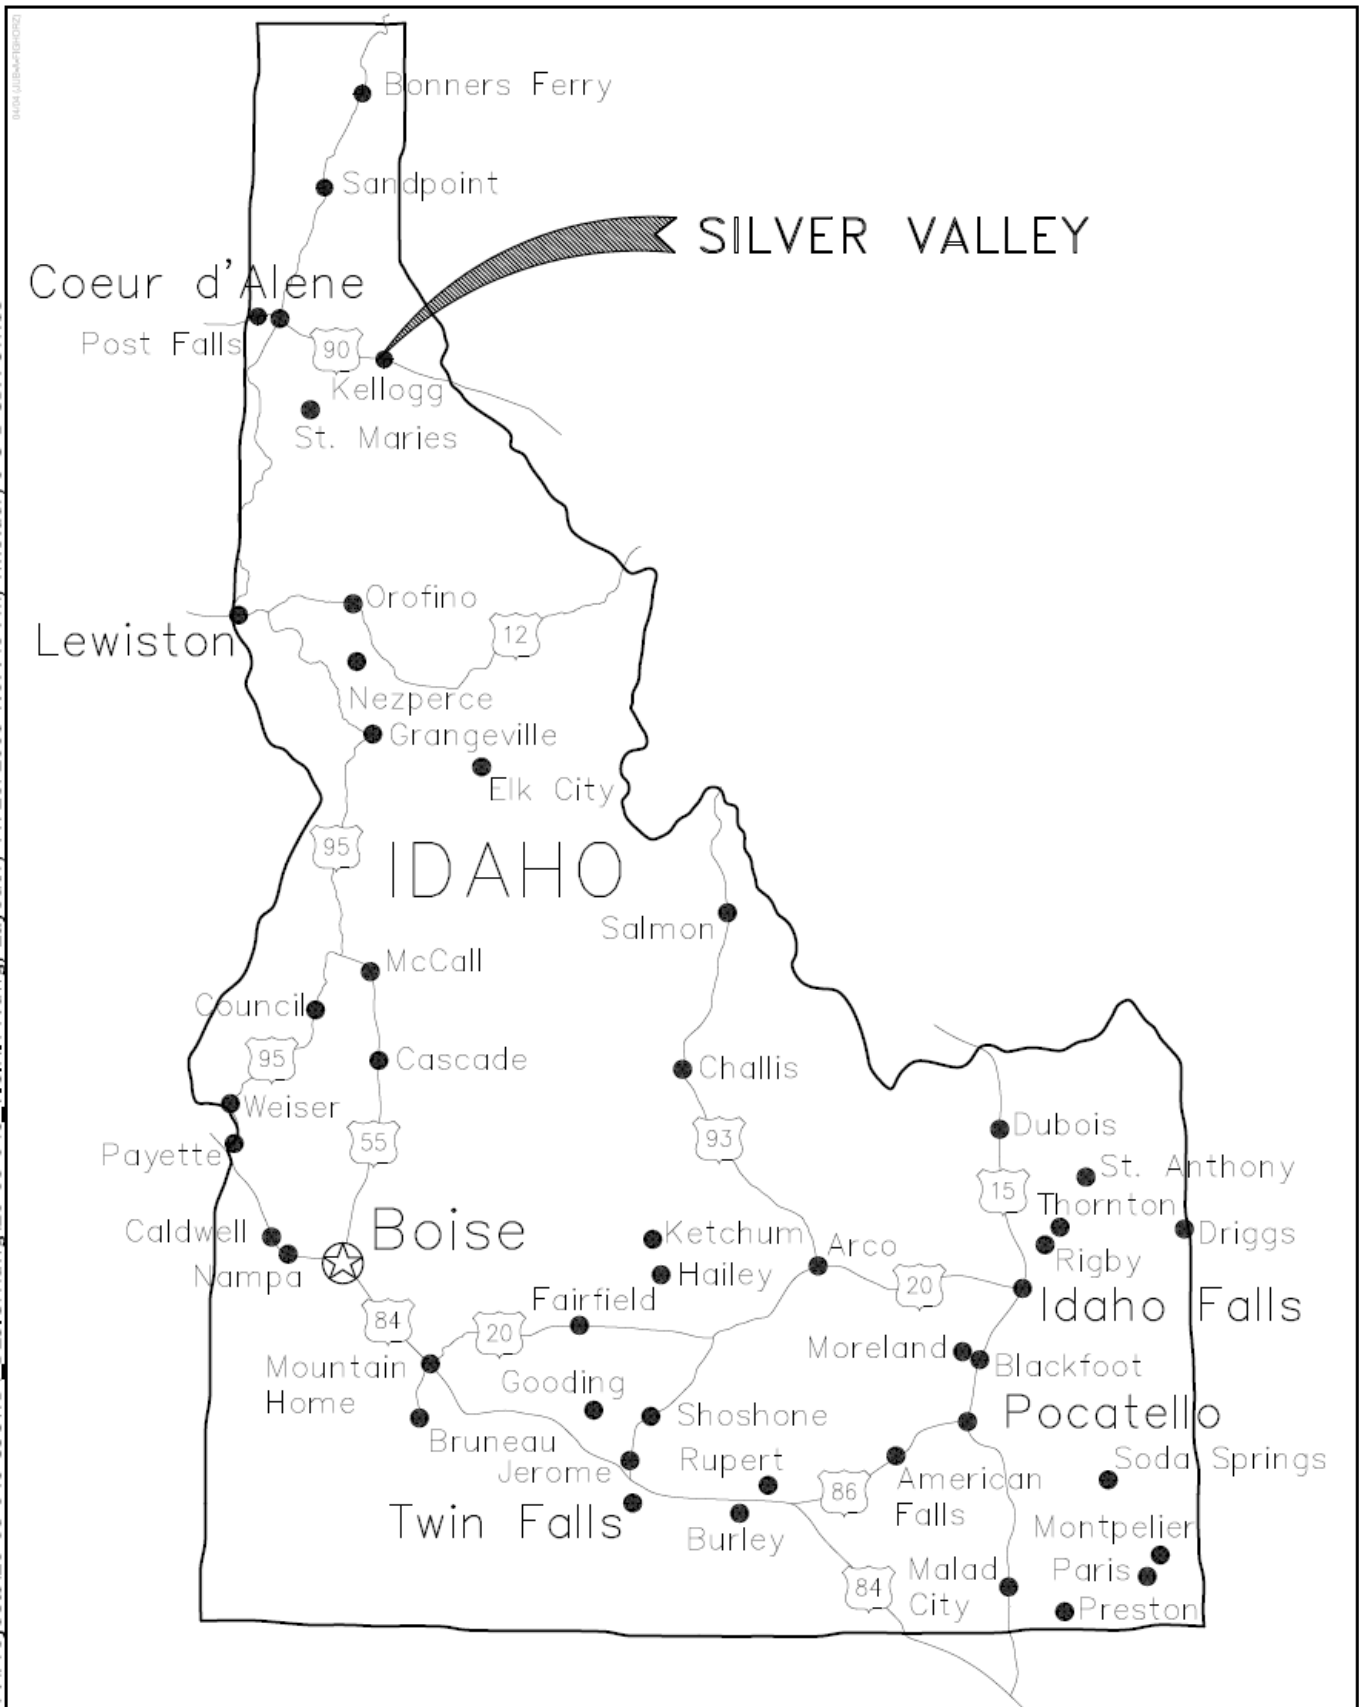 Bonners Ferry
Sandpoint
SILVER VALLEY
Coeur d'Alene
Post Falls
90
Kellogg
St. Maries
Orofino
12
Lewiston
Nezperce
Grangeville
Elk City
95
IDAHO
Salmon
McCall
Council
95
Cascade
Challis
Weiser
Dubois
55
93
Payette
St. Anthony
15
Thornton
Caldwell
Boise
Ketchum
Arco
Driggs
Nampa
Hailey
Rigby
20
Fairfield
Idaho Falls
84
20
Moreland
Mountain
Home
Blackfoot
Gooding
Shoshone
Pocatello
Bruneau
Jerome
Rupert
Soda Springs
American
Falls
86
Twin Falls
Burley
Montpelier
Malad
City
Paris
84
Preston